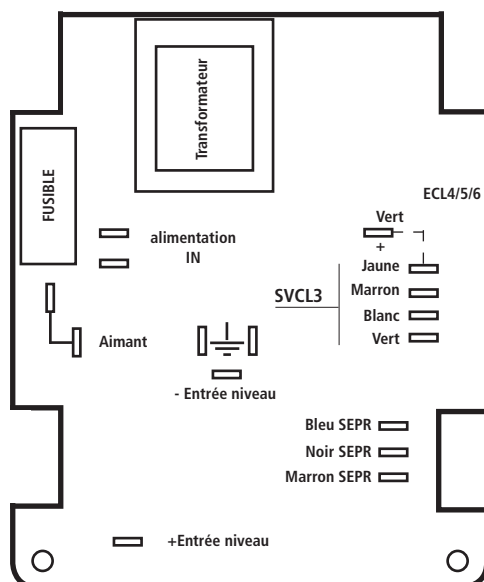 Transformateur
FUSIBLE
ECL4/5/6
Vert
+
alimentation
IN
Jaune
SVCL3
Marron
Blanc
Vert
Aimant
- Entrée niveau
Bleu SEPR
Noir SEPR
Marron SEPR
+Entrée niveau